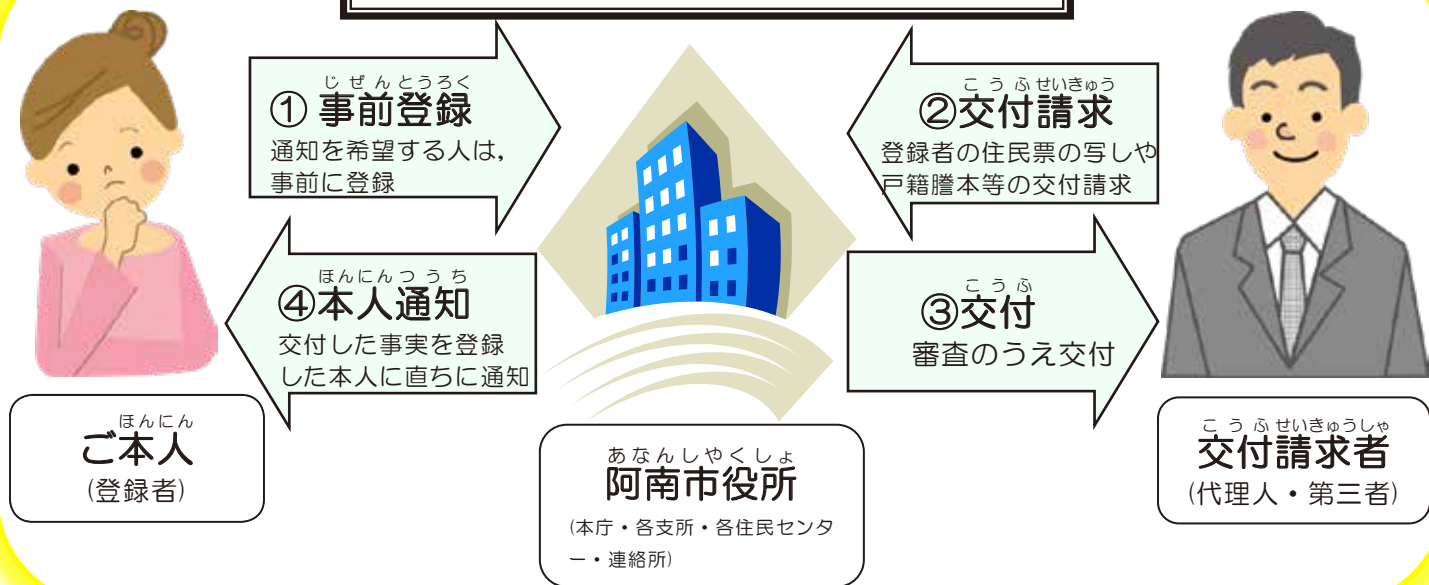 じぜんとうろく
① 事前登録
通知を希望する人は,
事前に登録
こうふせいきゅう
②交付請求
登録者の住民票の写しや
戸籍謄本等の交付請求
ほんにんつうち
④本人通知
交付した事実を登録
した本人に直ちに通知
こうふ
③交付
審査のうえ交付
ほんにん
ご本人
(登録者)
あなんしやくしょ
阿南市役所
(本庁・各支所・各住民センタ
ー・連絡所)
こうふせいきゅうしゃ
交付請求者
(代理人・第三者)